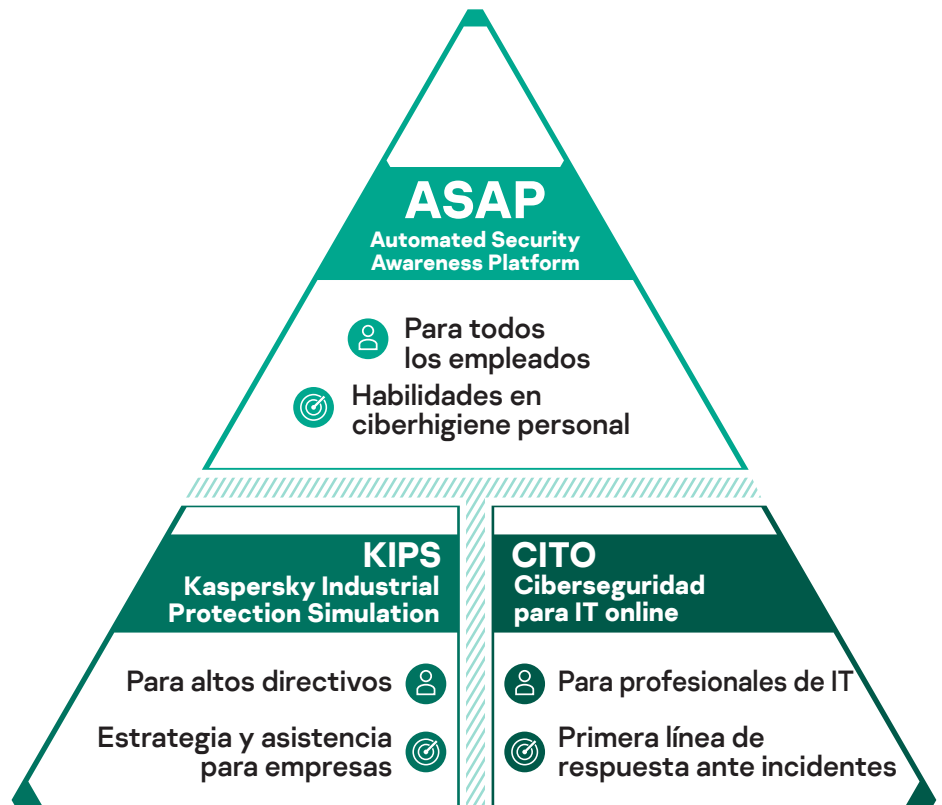 ASAP
Automated Security
Awareness Platform
Para todos
los empleados
Habilidades en
ciberhigiene personal
KIPS
Kaspersky Industrial
Protection Simulation
Para altos directivos
Estrategia y asistencia
para empresas
CITO
Ciberseguridad
para IT online
Para profesionales de IT
Primera línea de
respuesta ante incidentes